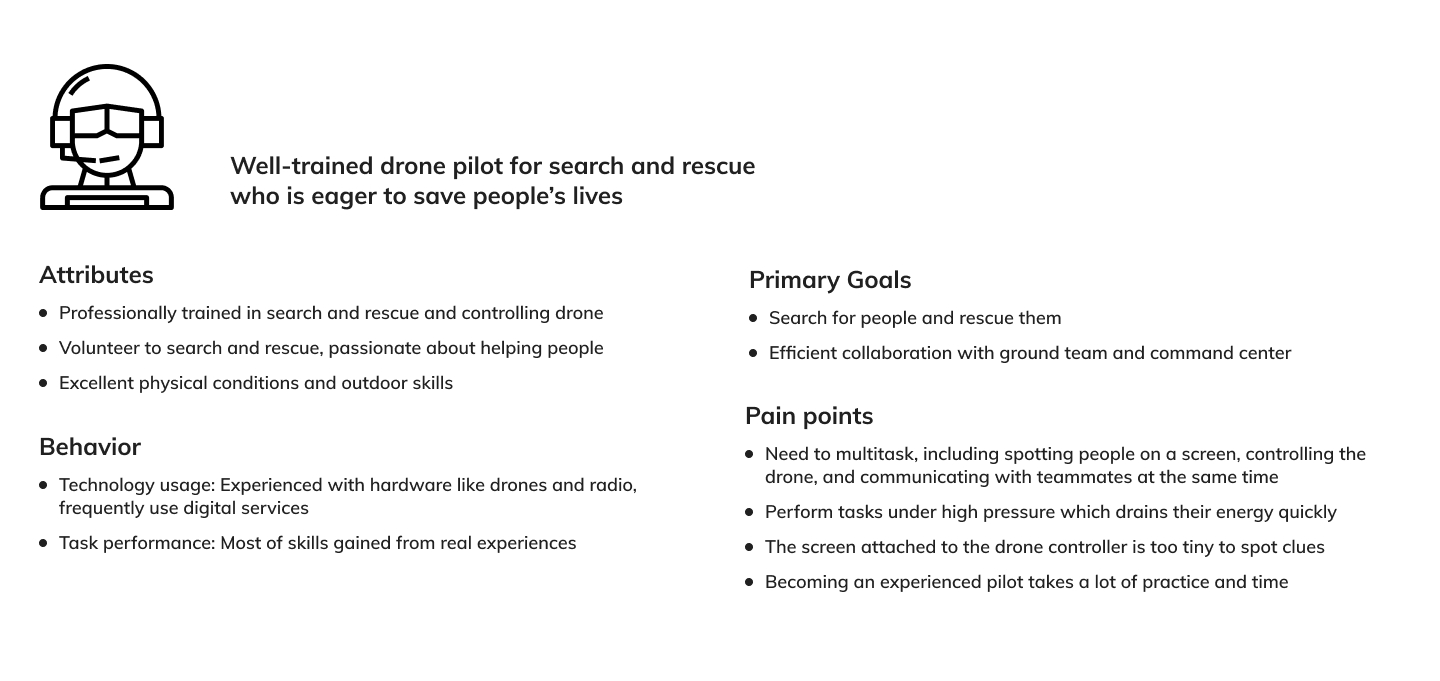 Well-trained drone pilot for search and rescue
who is eager to save people’s lives
Attributes
Professionally trained in search and rescue and controlling drone
Volunteer to search and rescue, passionate about helping people
Excellent physical conditions and outdoor skills
Behavior
Technology usage: Experienced with hardware like drones and radio,
frequently use digital services
Task performance: Most of skills gained from real experiences
Primary Goals
Search for people and rescue them
Efficient collaboration with ground team and command center
Pain points
Need to multitask, including spotting people on a screen, controlling the
drone, and communicating with teammates at the same time
Perform tasks under high pressure which drains their energy quickly
The screen attached to the drone controller is too tiny to spot clues
Becoming an experienced pilot takes a lot of practice and time